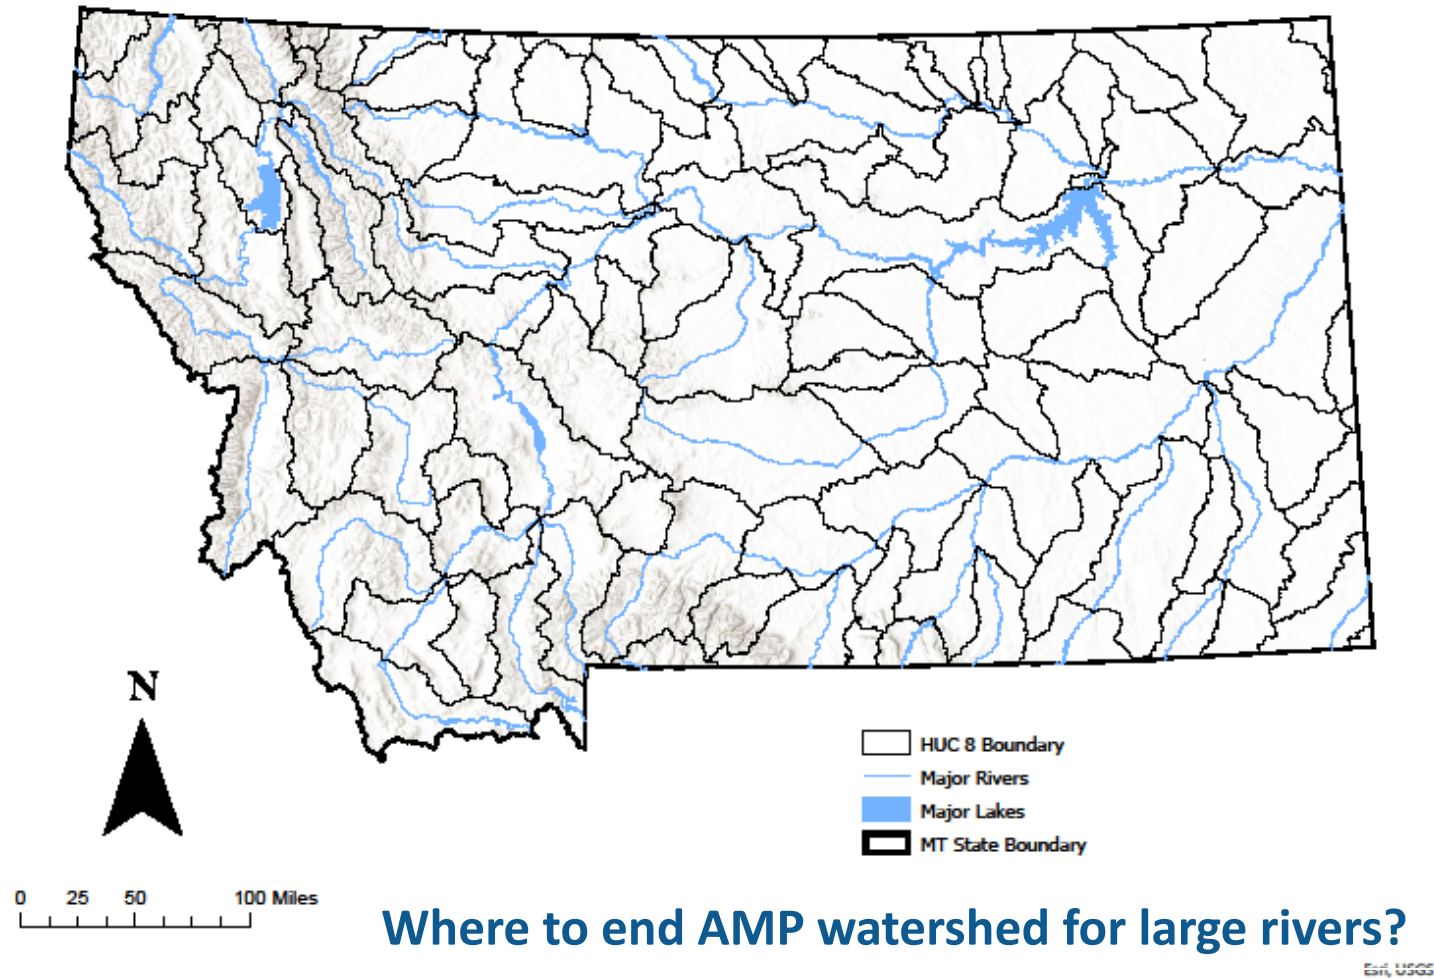 N
HUC 8 Boundary
Major Rivers
Major Lakes
MT State Boundary
0 25 50 100 Miles
Where to end AMP watershed for large rivers?
Esri, USGS